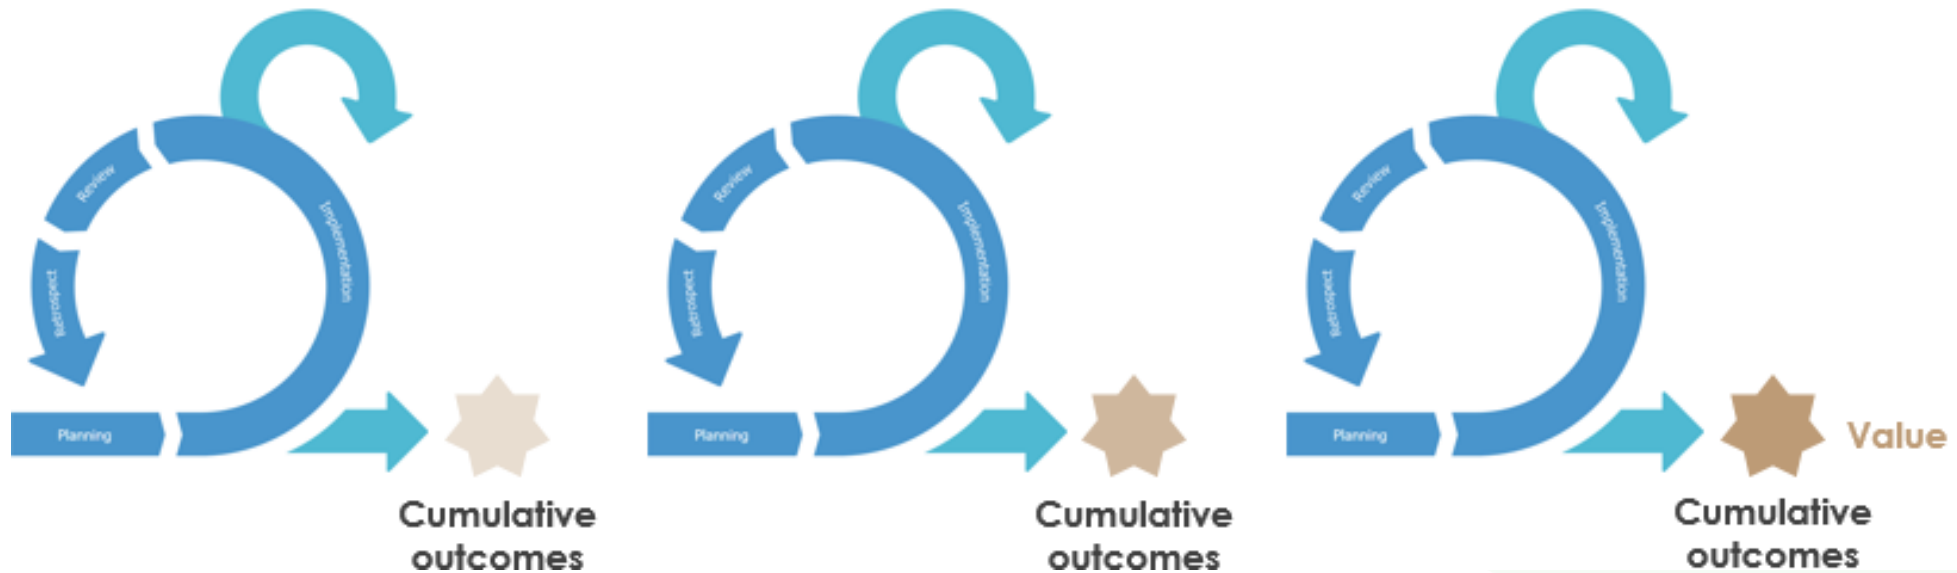 Review
Implementation
Retrospect
Planning
Cumulative
outcomes
Review
Implementation
Retrospect
Planning
Cumulative
outcomes
Review
Implementation
Retrospect
Planning
Value
Cumulative
outcomes